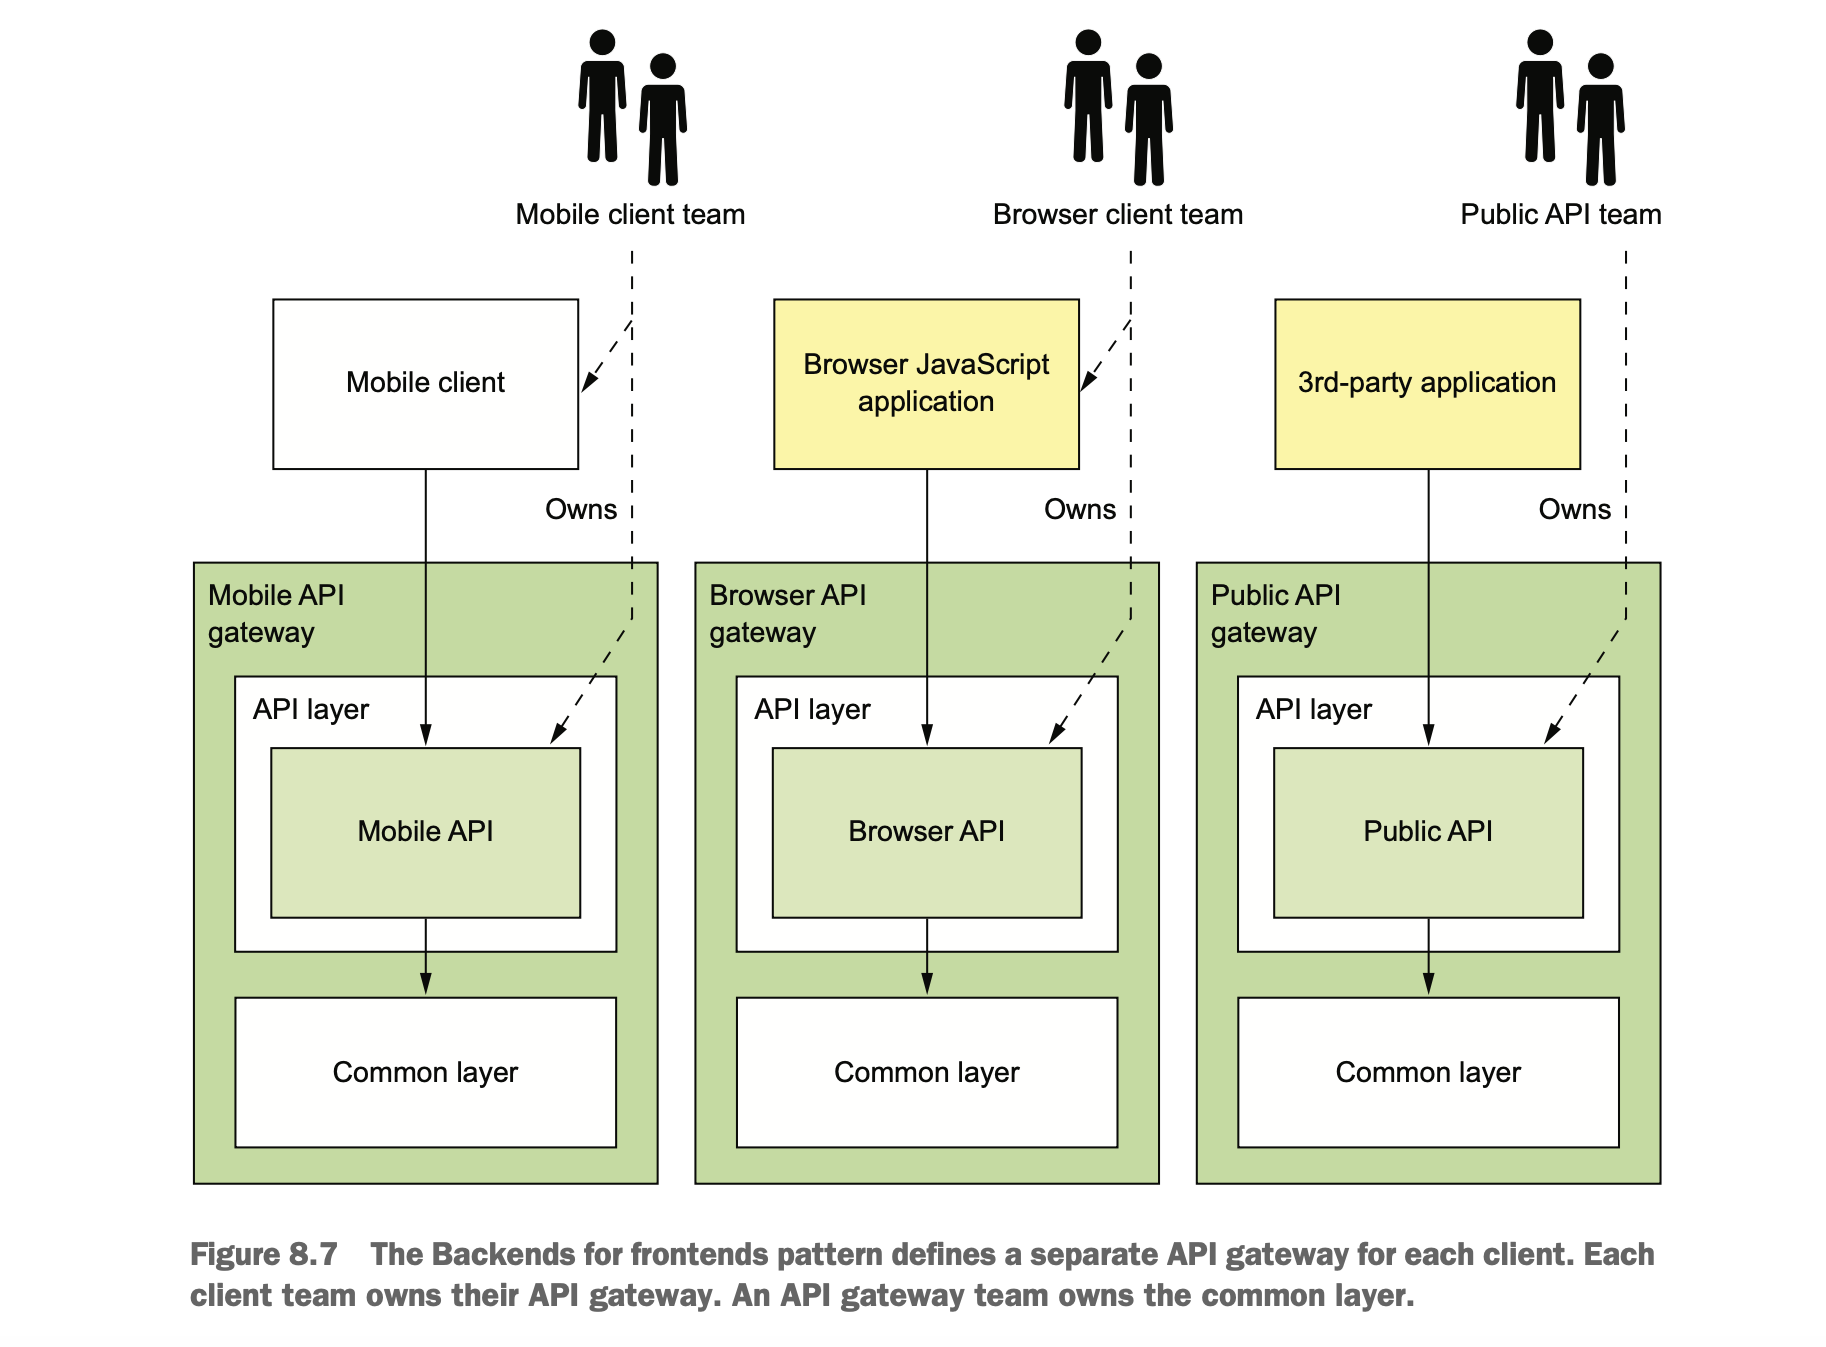 Mobile client team
Browser client team
Public API team
Mobile client
Browser JavaScript
application
3rd-party application
Owns
Owns
Owns
Mobile API
gateway
Browser API
gateway
Public API
gateway
API layer
API layer
API layer
Mobile API
Browser API
Public API
Common layer
Common layer
Common layer
Figure 8.7 The Backends for frontends pattern defines a separate API gateway for each client. Each
client team owns their API gateway. An API gateway team owns the common layer.